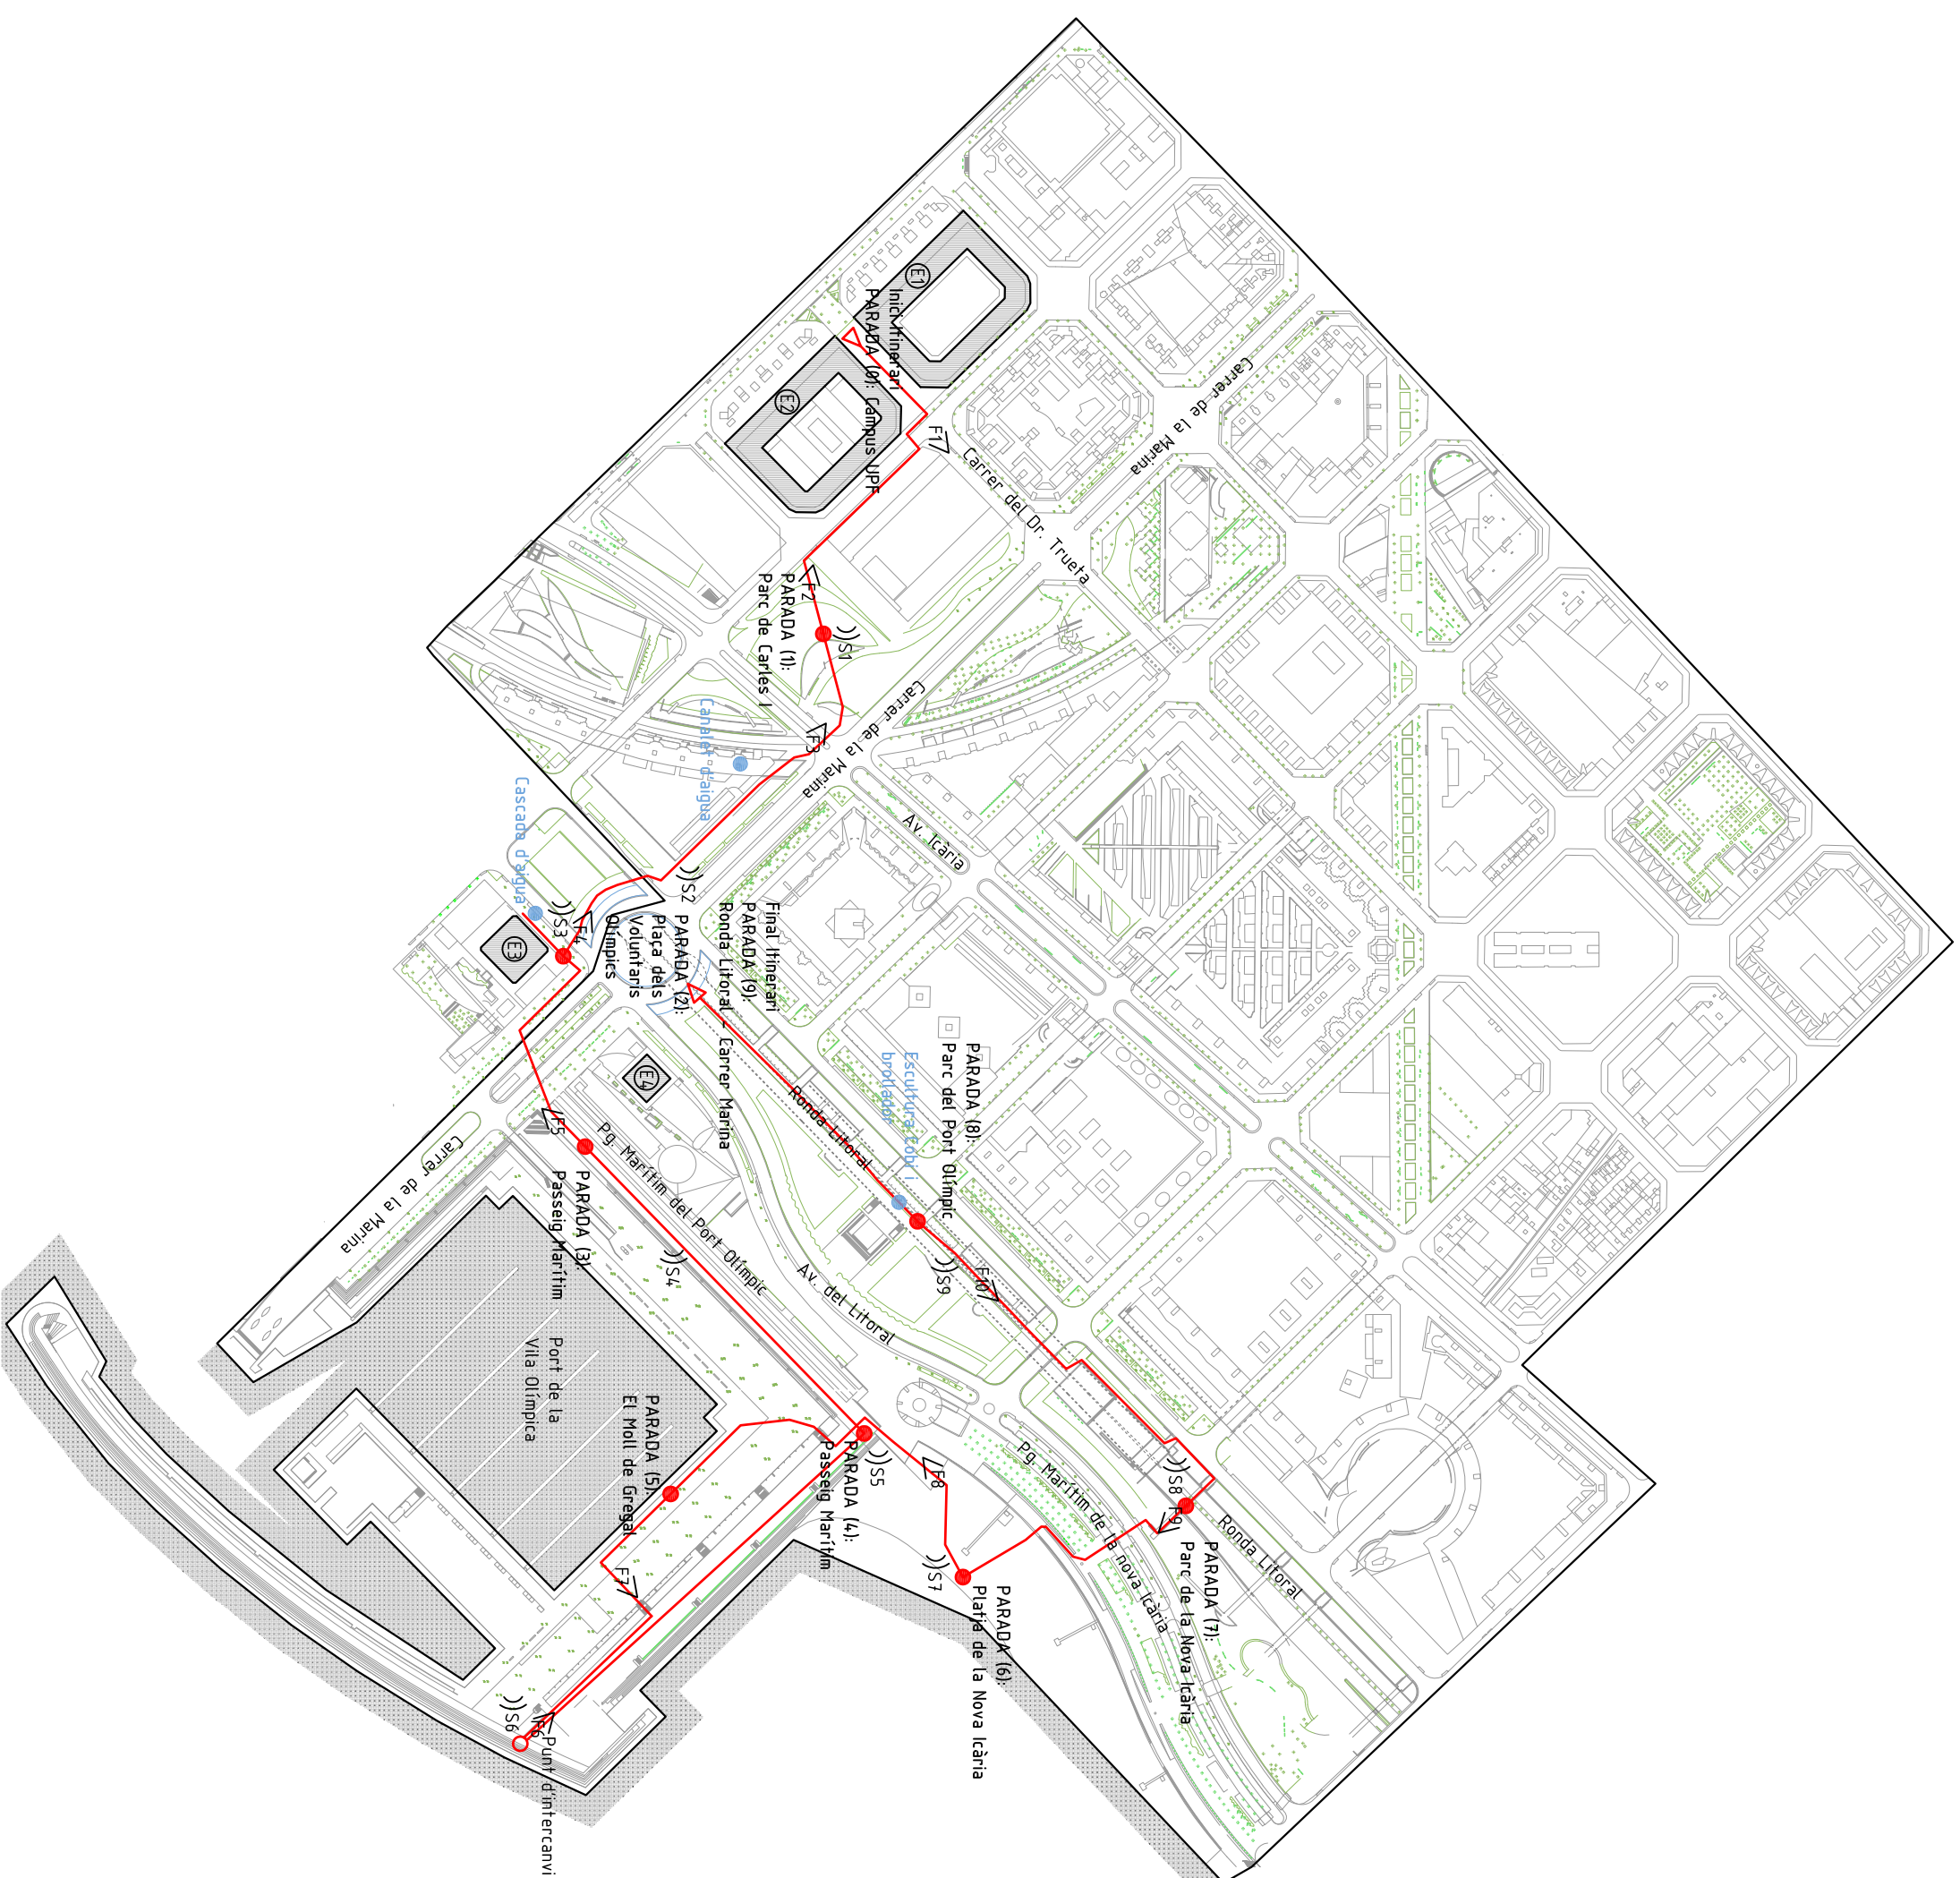 E1
Inici Itinerari
PARADA (0): Campus UPF
E2
F1
Carrer del Dr. Trueta
Carrer de la Marina
F2
PARADA (1):
Parc de Carles I
S1
F3
Carrer de la Marina
Canalet d'aigua
Av. Icària
Cascada d'aigua
S2
S3
F4
E3
PARADA (2):
Plaça dels
Voluntaris
Olímpics
Final Itinerari
PARADA (9):
Ronda Litoral - Carrer Marina
E4
F5
PARADA (3):
Passeig Marítim
Pg. Marítim del Port Olímpic
Carrer de la Marina
S4
Ronda Litoral
Escultura Cobi i
brollador
PARADA (8):
Parc del Port Olímpic
S9
F10
Av. del Litoral
Port de la
Vila Olímpica
PARADA (5):
El Moll de Gregal
PARADA (4):
Passeig Marítim
S5
F8
F7
S6
F6
Punt d'intercanvi
S7
PARADA (6):
Platja de la Nova Icària
Pg. Marítim de la nova Icària
S8
F9
PARADA (7):
Parc de la Nova Icària
Ronda Litoral